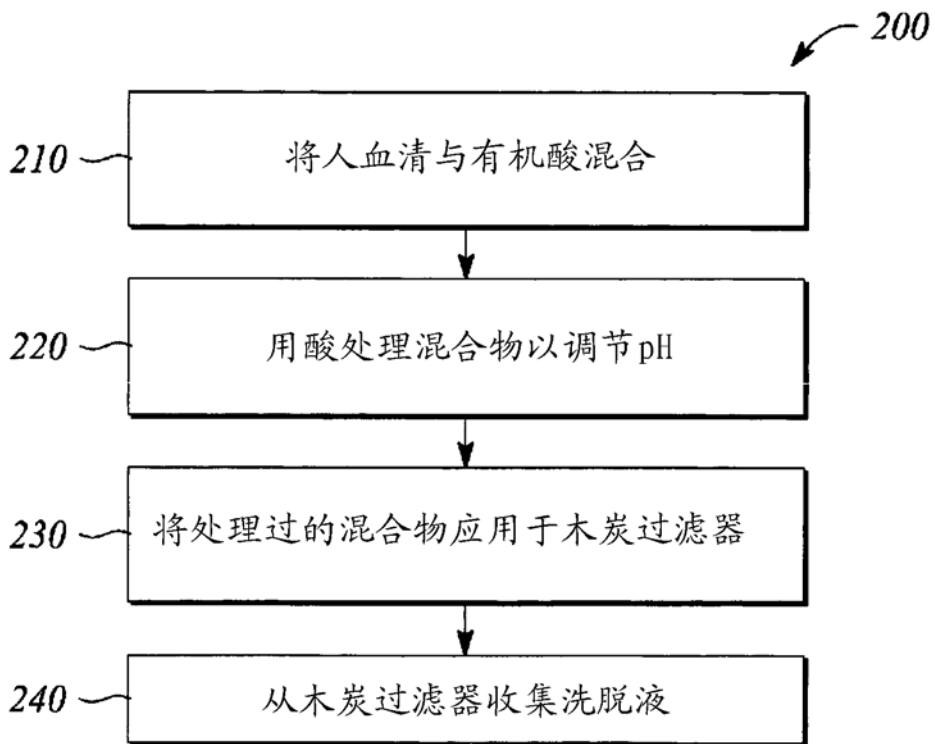 200
210
将人血清与有机酸混合
220
用酸处理混合物以调节pH
230
将处理过的混合物应用于木炭过滤器
240
从木炭过滤器收集洗脱液